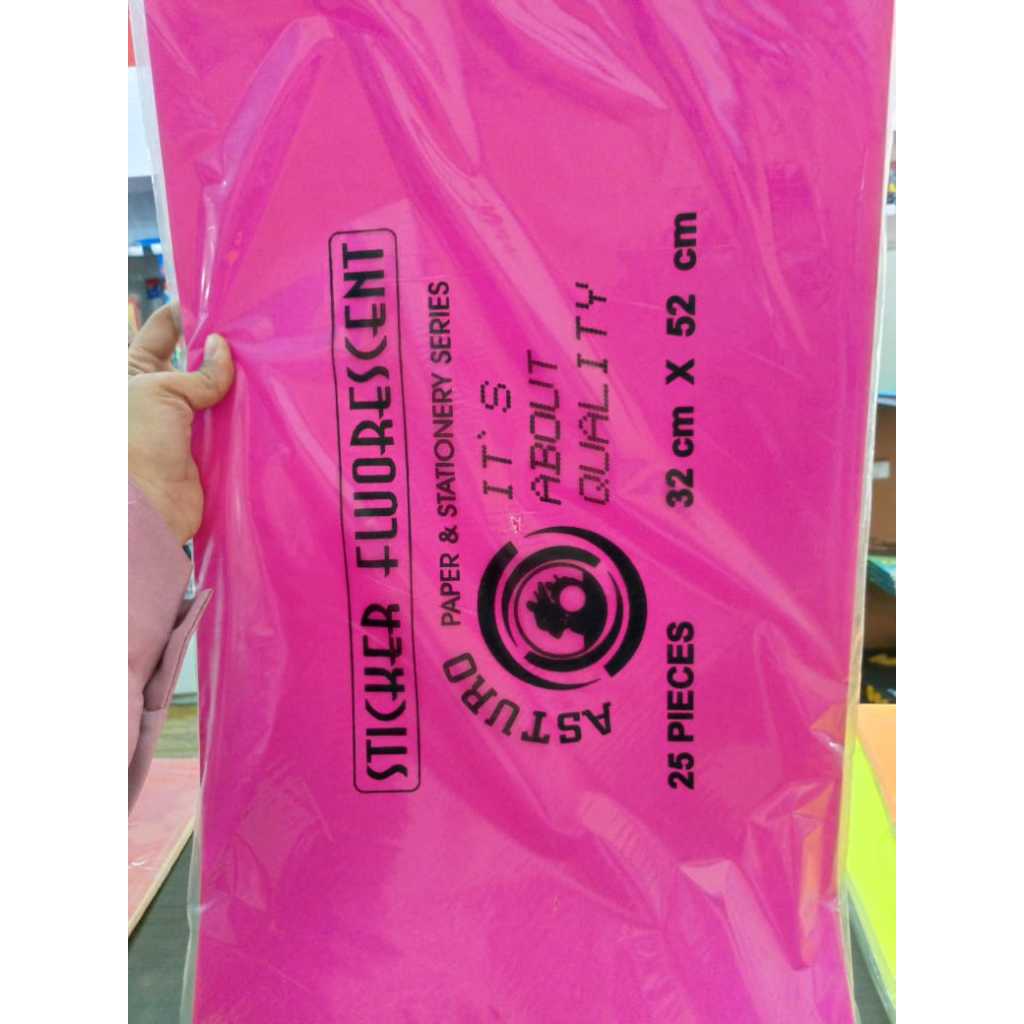 STICKER FLUORESCENT
PAPER & STATIONERY SERIES
ASTURO
IT'S
ABOUT
QUALITY
25 PIECES 32 cm X 52 cm